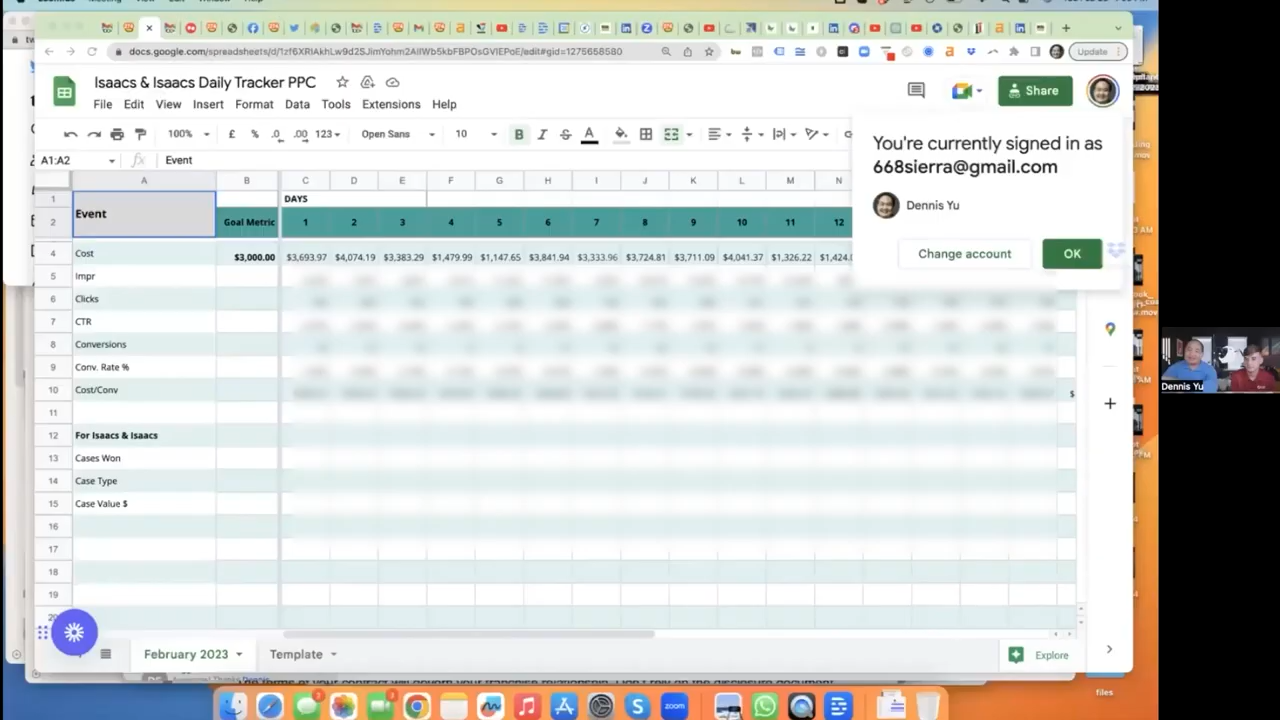 docs.google.com/spreadsheets/d/1zf6XRIAkhLw9d2SJimYohm2AIIWb5kbFBPOsGVIEPoE/edit#gid=1275658580
Update
Isaacs & Isaacs Daily Tracker PPC
Share
File Edit View Insert Format Data Tools Extensions Help
100% £ % .0 .00 123 Open Sans 10 B I S A
A1:A2 fx Event
You're currently signed in as
668sierra@gmail.com
Dennis Yu
Change account OK
A B C D E F G H I J K L M N
1 DAYS
Event
2 Goal Metric 1 2 3 4 5 6 7 8 9 10 11 12
4 Cost $3,000.00 $3,693.97 $4,074.19 $3,383.29 $1,479.99 $1,147.65 $3,841.94 $3,333.96 $3,724.81 $3,711.09 $4,041.37 $1,326.22
5 Impr
6 Clicks
7 CTR
8 Conversions
9 Conv. Rate %
10 Cost/Conv $
11
12 For Isaacs & Isaacs
13 Cases Won
14 Case Type
15 Case Value $
16
17
18
19
February 2023 Template Explore
Dennis Yu
files
zoom